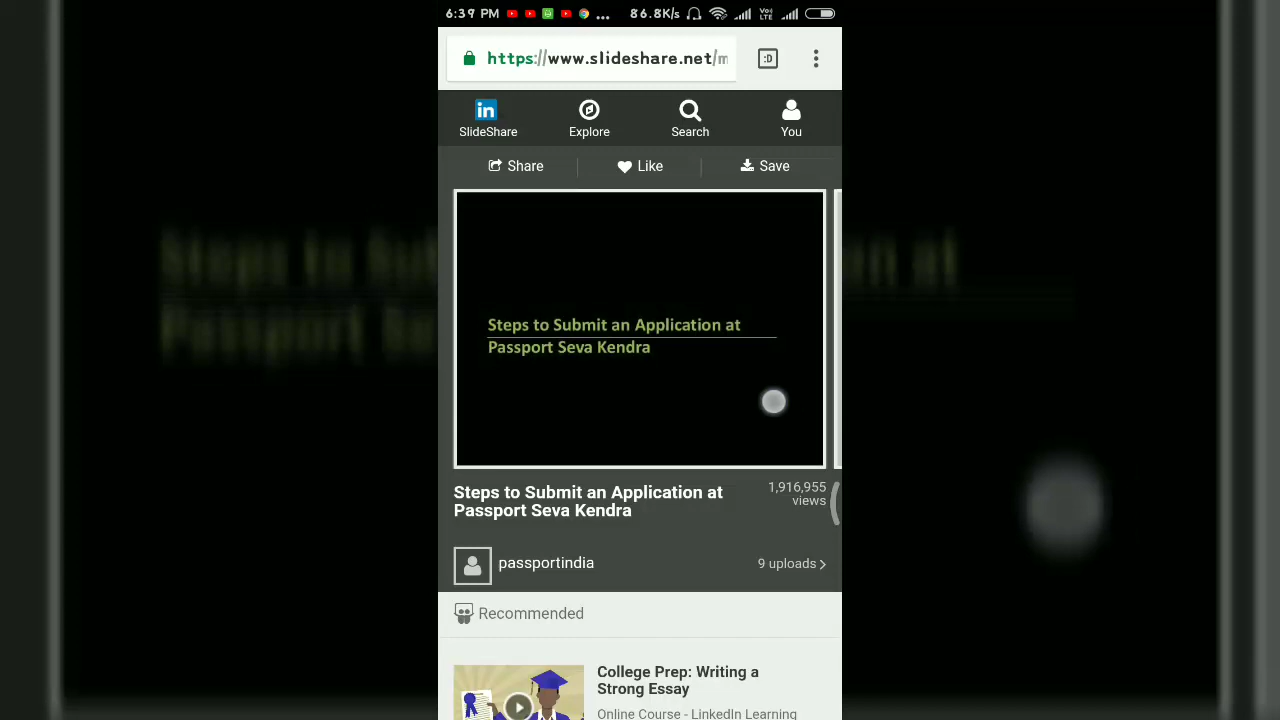 6:39 PM ... 86.8K/s Vo) LTE
https://www.slideshare.net/m :D
SlideShare Explore Search You
Share Like Save
Steps to Submit an Application at
Passport Seva Kendra
Steps to Submit an Application at
Passport Seva Kendra
1,916,955
views
passportindia 9 uploads
Recommended
College Prep: Writing a
Strong Essay
Online Course - LinkedIn Learning